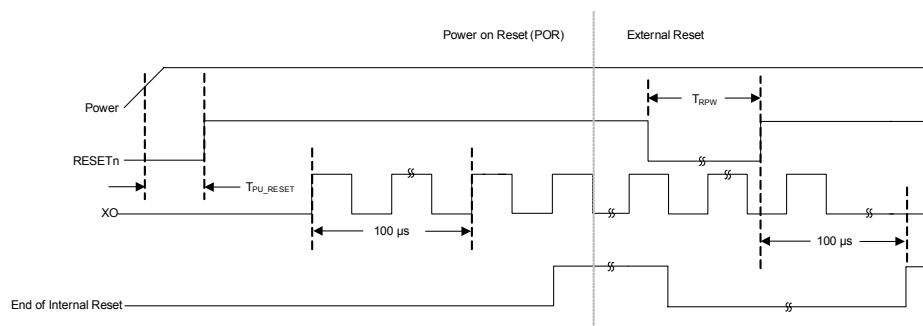 Power on Reset (POR)
External Reset
Power
TRPW
RESETn
TPU_RESET
XO
100 µs
100 µs
End of Internal Reset